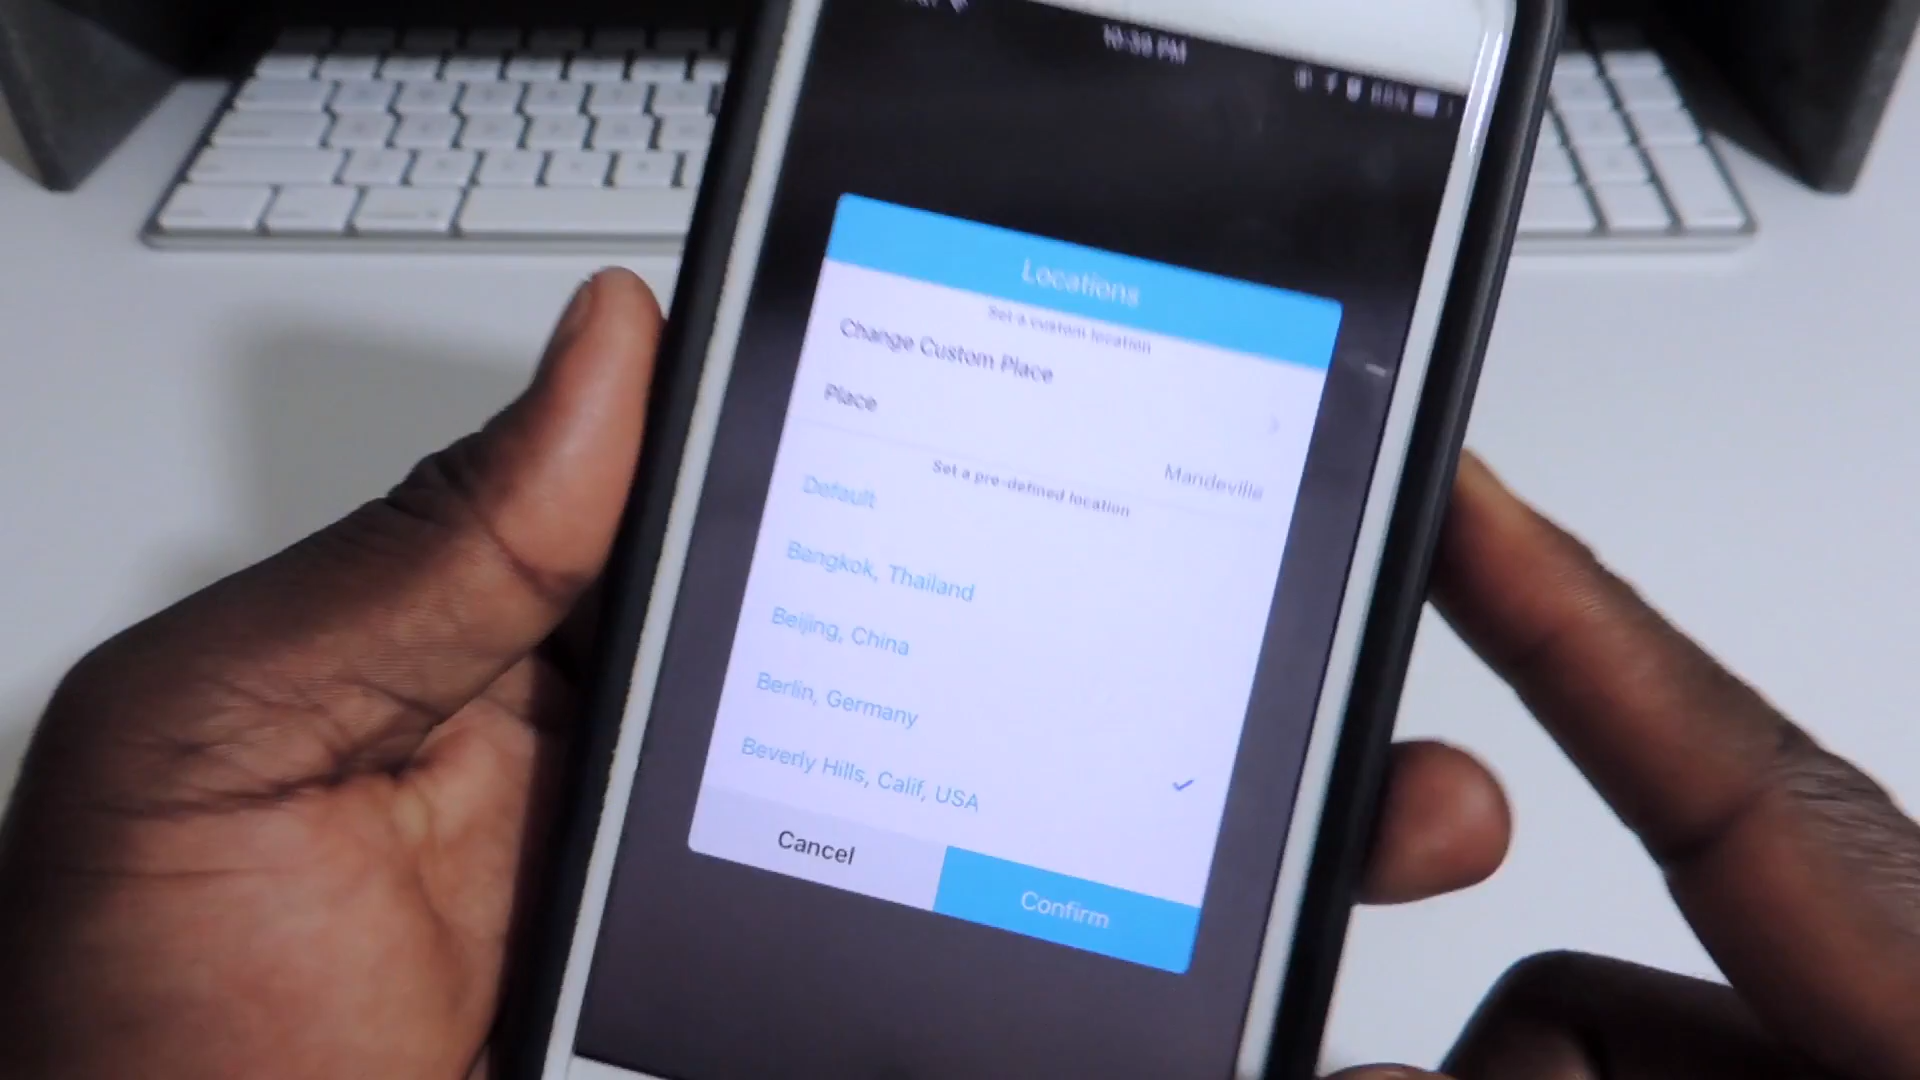 10:39 PM
Locations
Set a custom location
Change Custom Place
Place
Mandeville
Set a pre-defined location
Default
Bangkok, Thailand
Beijing, China
Berlin, Germany
Beverly Hills, Calif, USA
Cancel
Confirm